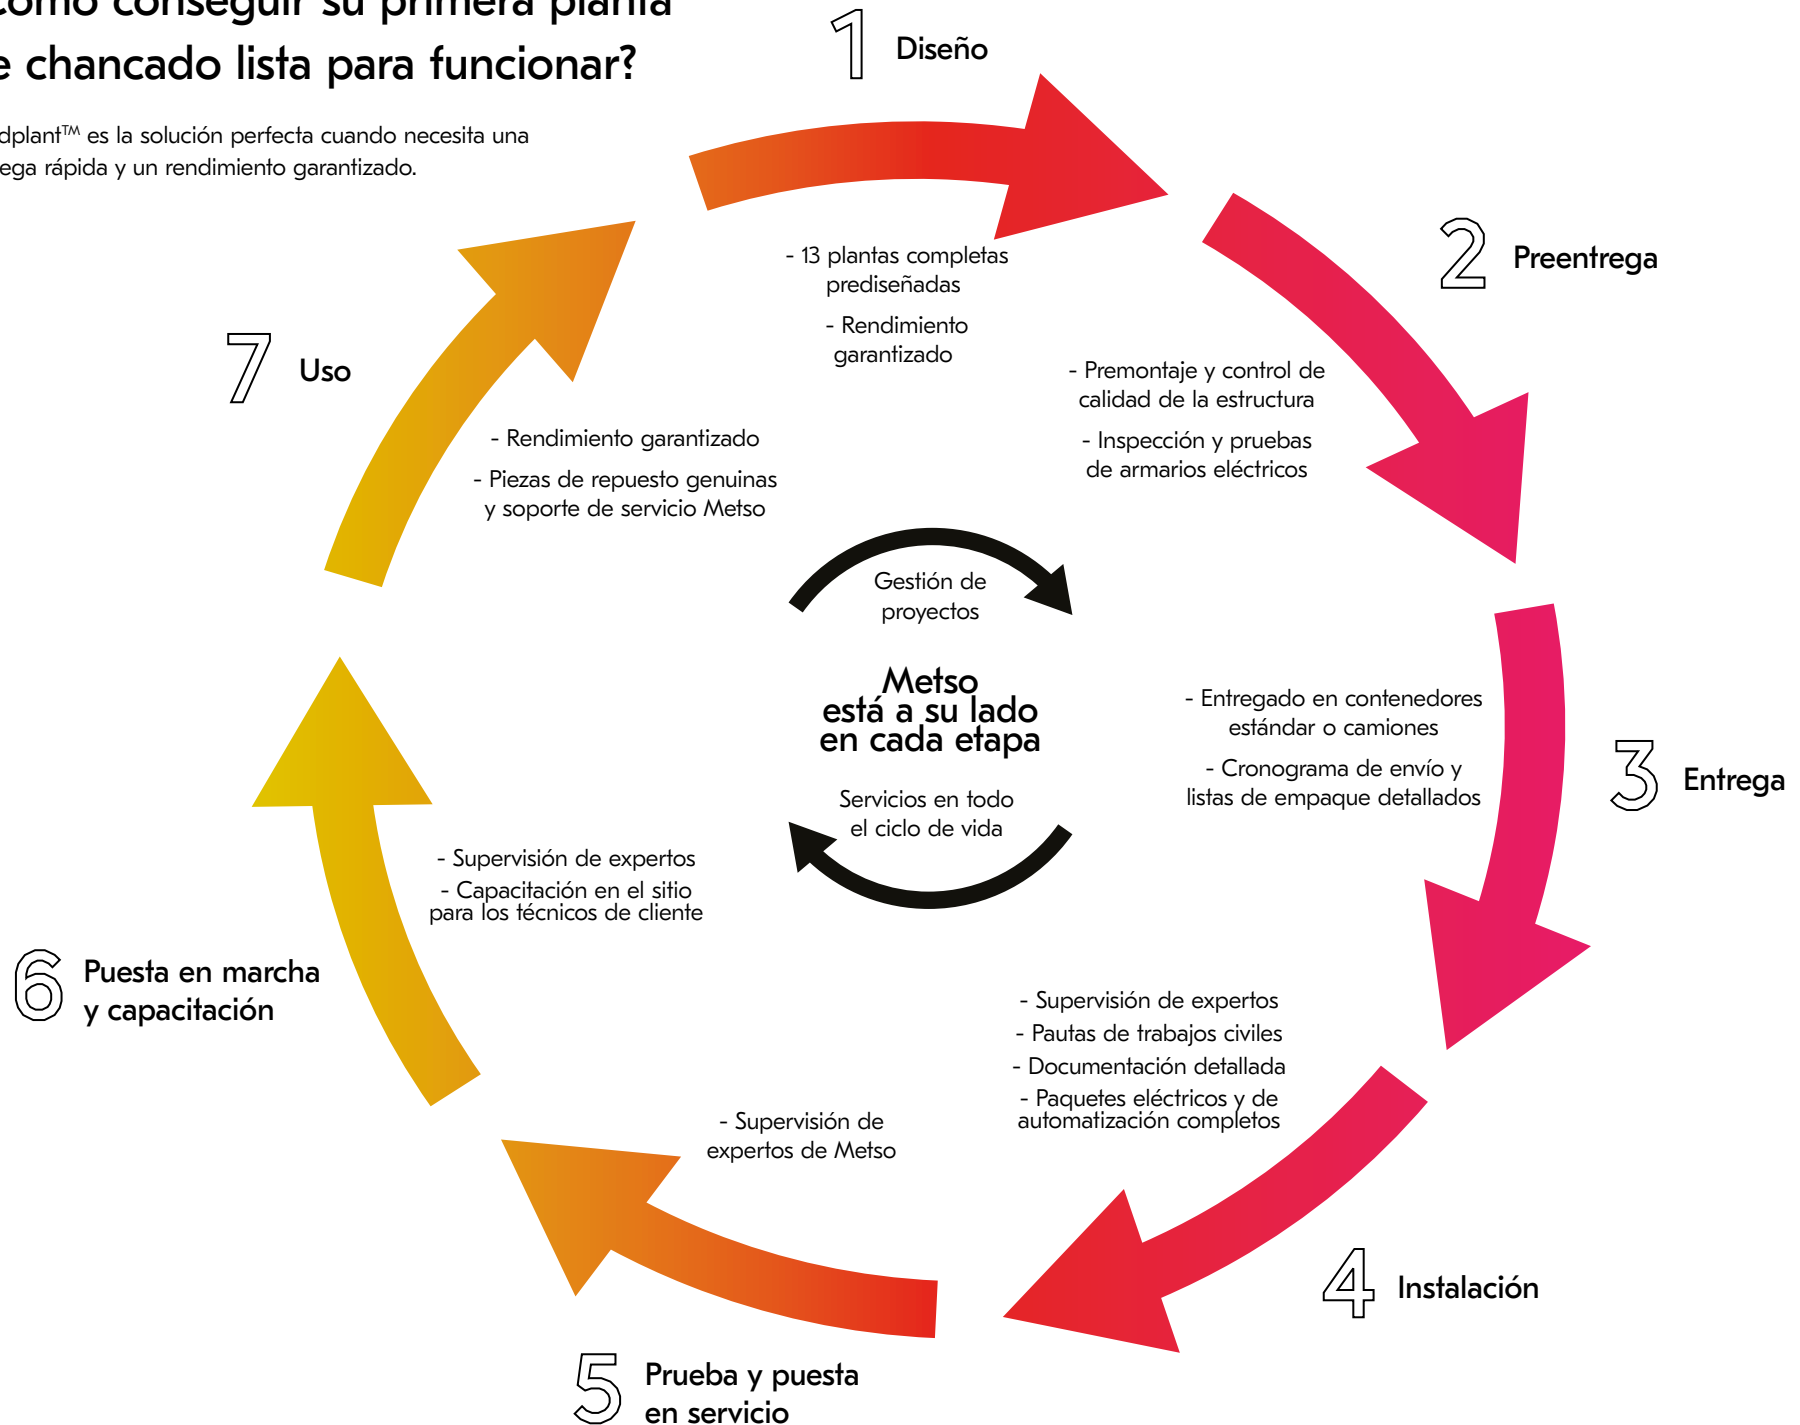 conseguir su primera planta
chancado lista para funcionar?
es la solución perfecta cuando necesita una
rápida y un rendimiento garantizado.
1 Diseño
- 13 plantas completas
prediseñadas
- Rendimiento
garantizado
2 Preentrega
- Premontaje y control de
calidad de la estructura
- Inspección y pruebas
de armarios eléctricos
3 Entrega
- Entregado en contenedores
estándar o camiones
- Cronograma de envío y
listas de empaque detallados
4 Instalación
- Supervisión de expertos
- Pautas de trabajos civiles
- Documentación detallada
- Paquetes eléctricos y de
automatización completos
5 Prueba y puesta
en servicio
- Supervisión de
expertos de Metso
6 Puesta en marcha
y capacitación
- Supervisión de expertos
- Capacitación en el sitio
para los técnicos de cliente
7 Uso
- Rendimiento garantizado
- Piezas de repuesto genuinas
y soporte de servicio Metso
Gestión de
proyectos
Metso
está a su lado
en cada etapa
Servicios en todo
el ciclo de vida